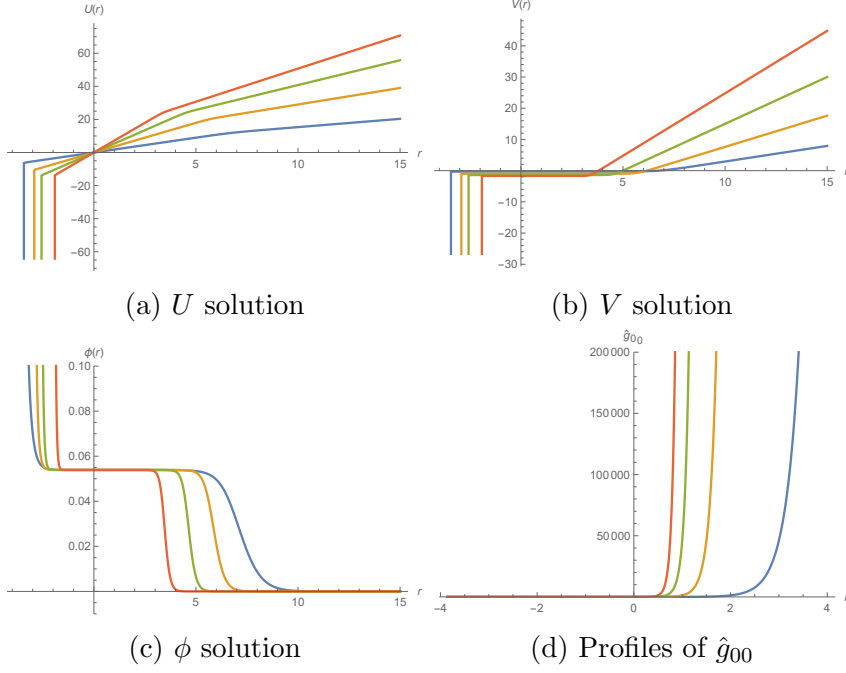 U(r)
60
40
20
5 10 15 r
−20
−40
−60
(a) U solution
V(r)
40
30
20
10
5 10 15
−10
−20
−30
(b) V solution
ϕ(r)
0.10
0.08
0.06
0.04
0.02
5 10 15 r
(c) ϕ solution
ĝ₀₀
200 000
150 000
100 000
50 000
−4 −2 0 2 4
(d) Profiles of ĝ₀₀